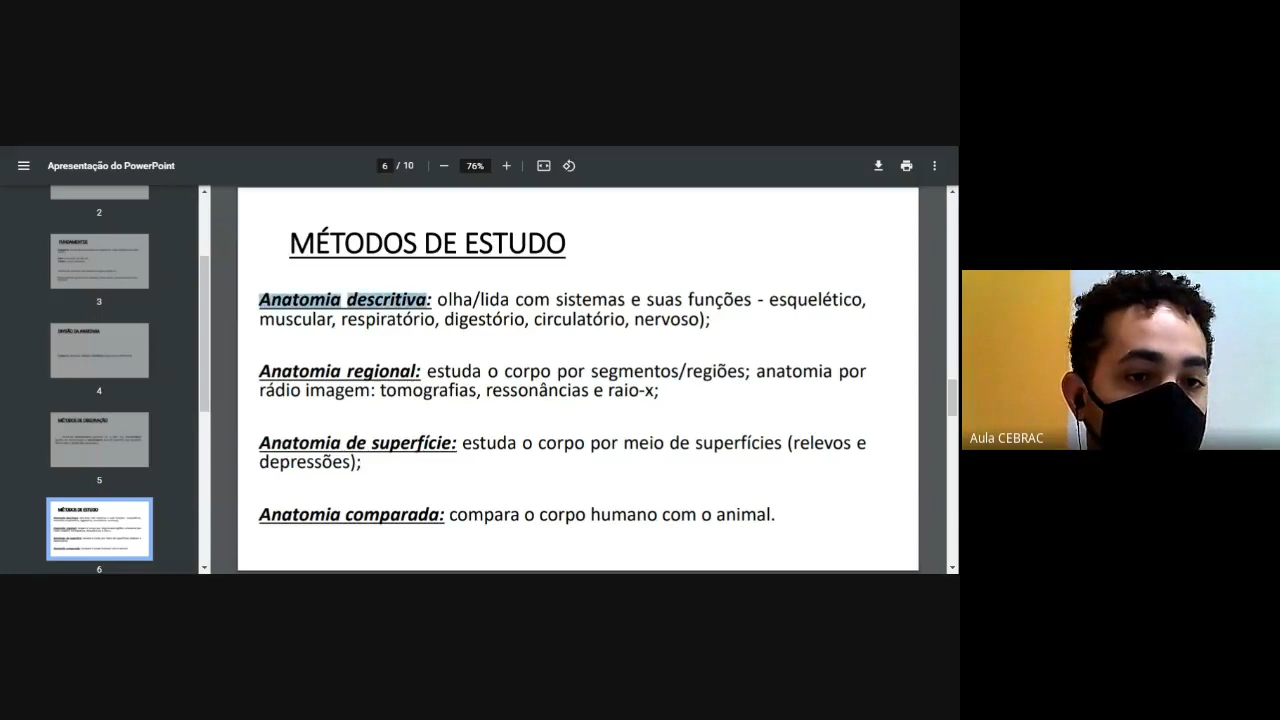 Apresentação do PowerPoint
6 / 10
76%
2
FUNDAMENTOS
3
DIVISÃO DA ANATOMIA
4
MÉTODOS DE OBSERVAÇÃO
5
MÉTODOS DE ESTUDO
6
MÉTODOS DE ESTUDO
Anatomia descritiva: olha/lida com sistemas e suas funções - esquelético,
muscular, respiratório, digestório, circulatório, nervoso);
Anatomia regional: estuda o corpo por segmentos/regiões; anatomia por
rádio imagem: tomografias, ressonâncias e raio-x;
Anatomia de superfície: estuda o corpo por meio de superfícies (relevos e
depressões);
Anatomia comparada: compara o corpo humano com o animal.
Aula CEBRAC